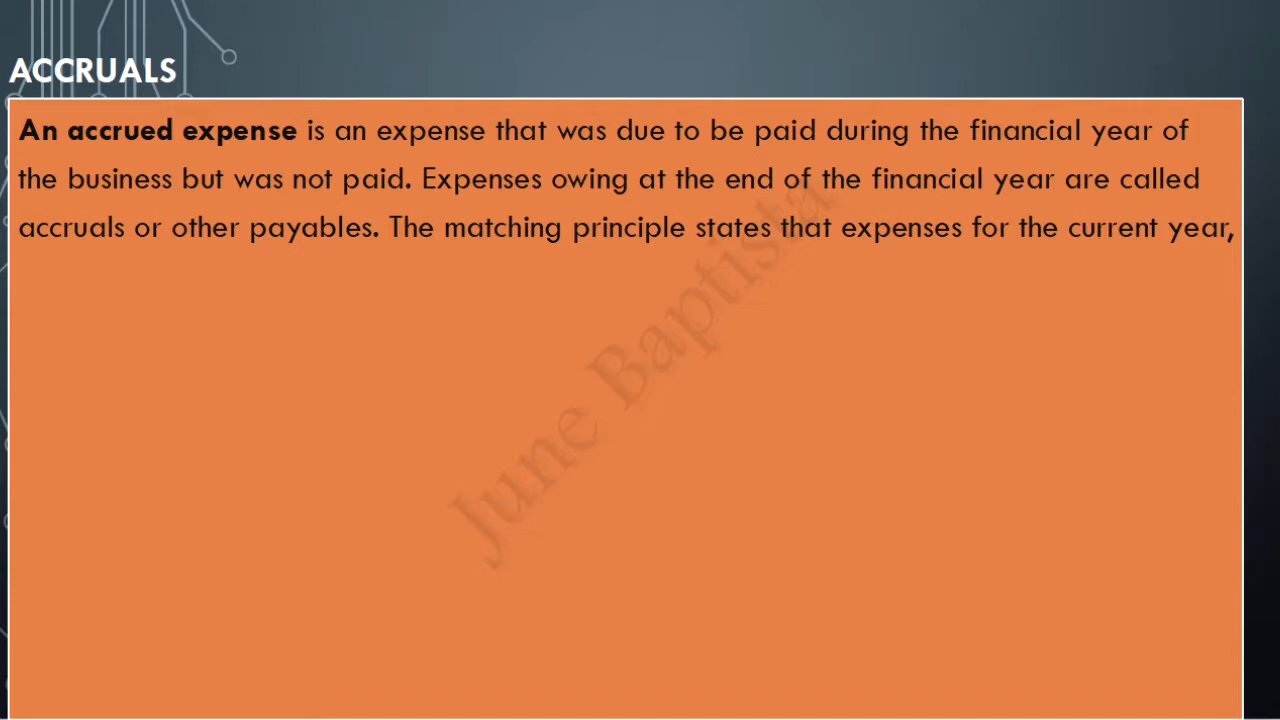 ACCRUALS
An accrued expense is an expense that was due to be paid during the financial year of
the business but was not paid. Expenses owing at the end of the financial year are called
accruals or other payables. The matching principle states that expenses for the current year,
June Baptista